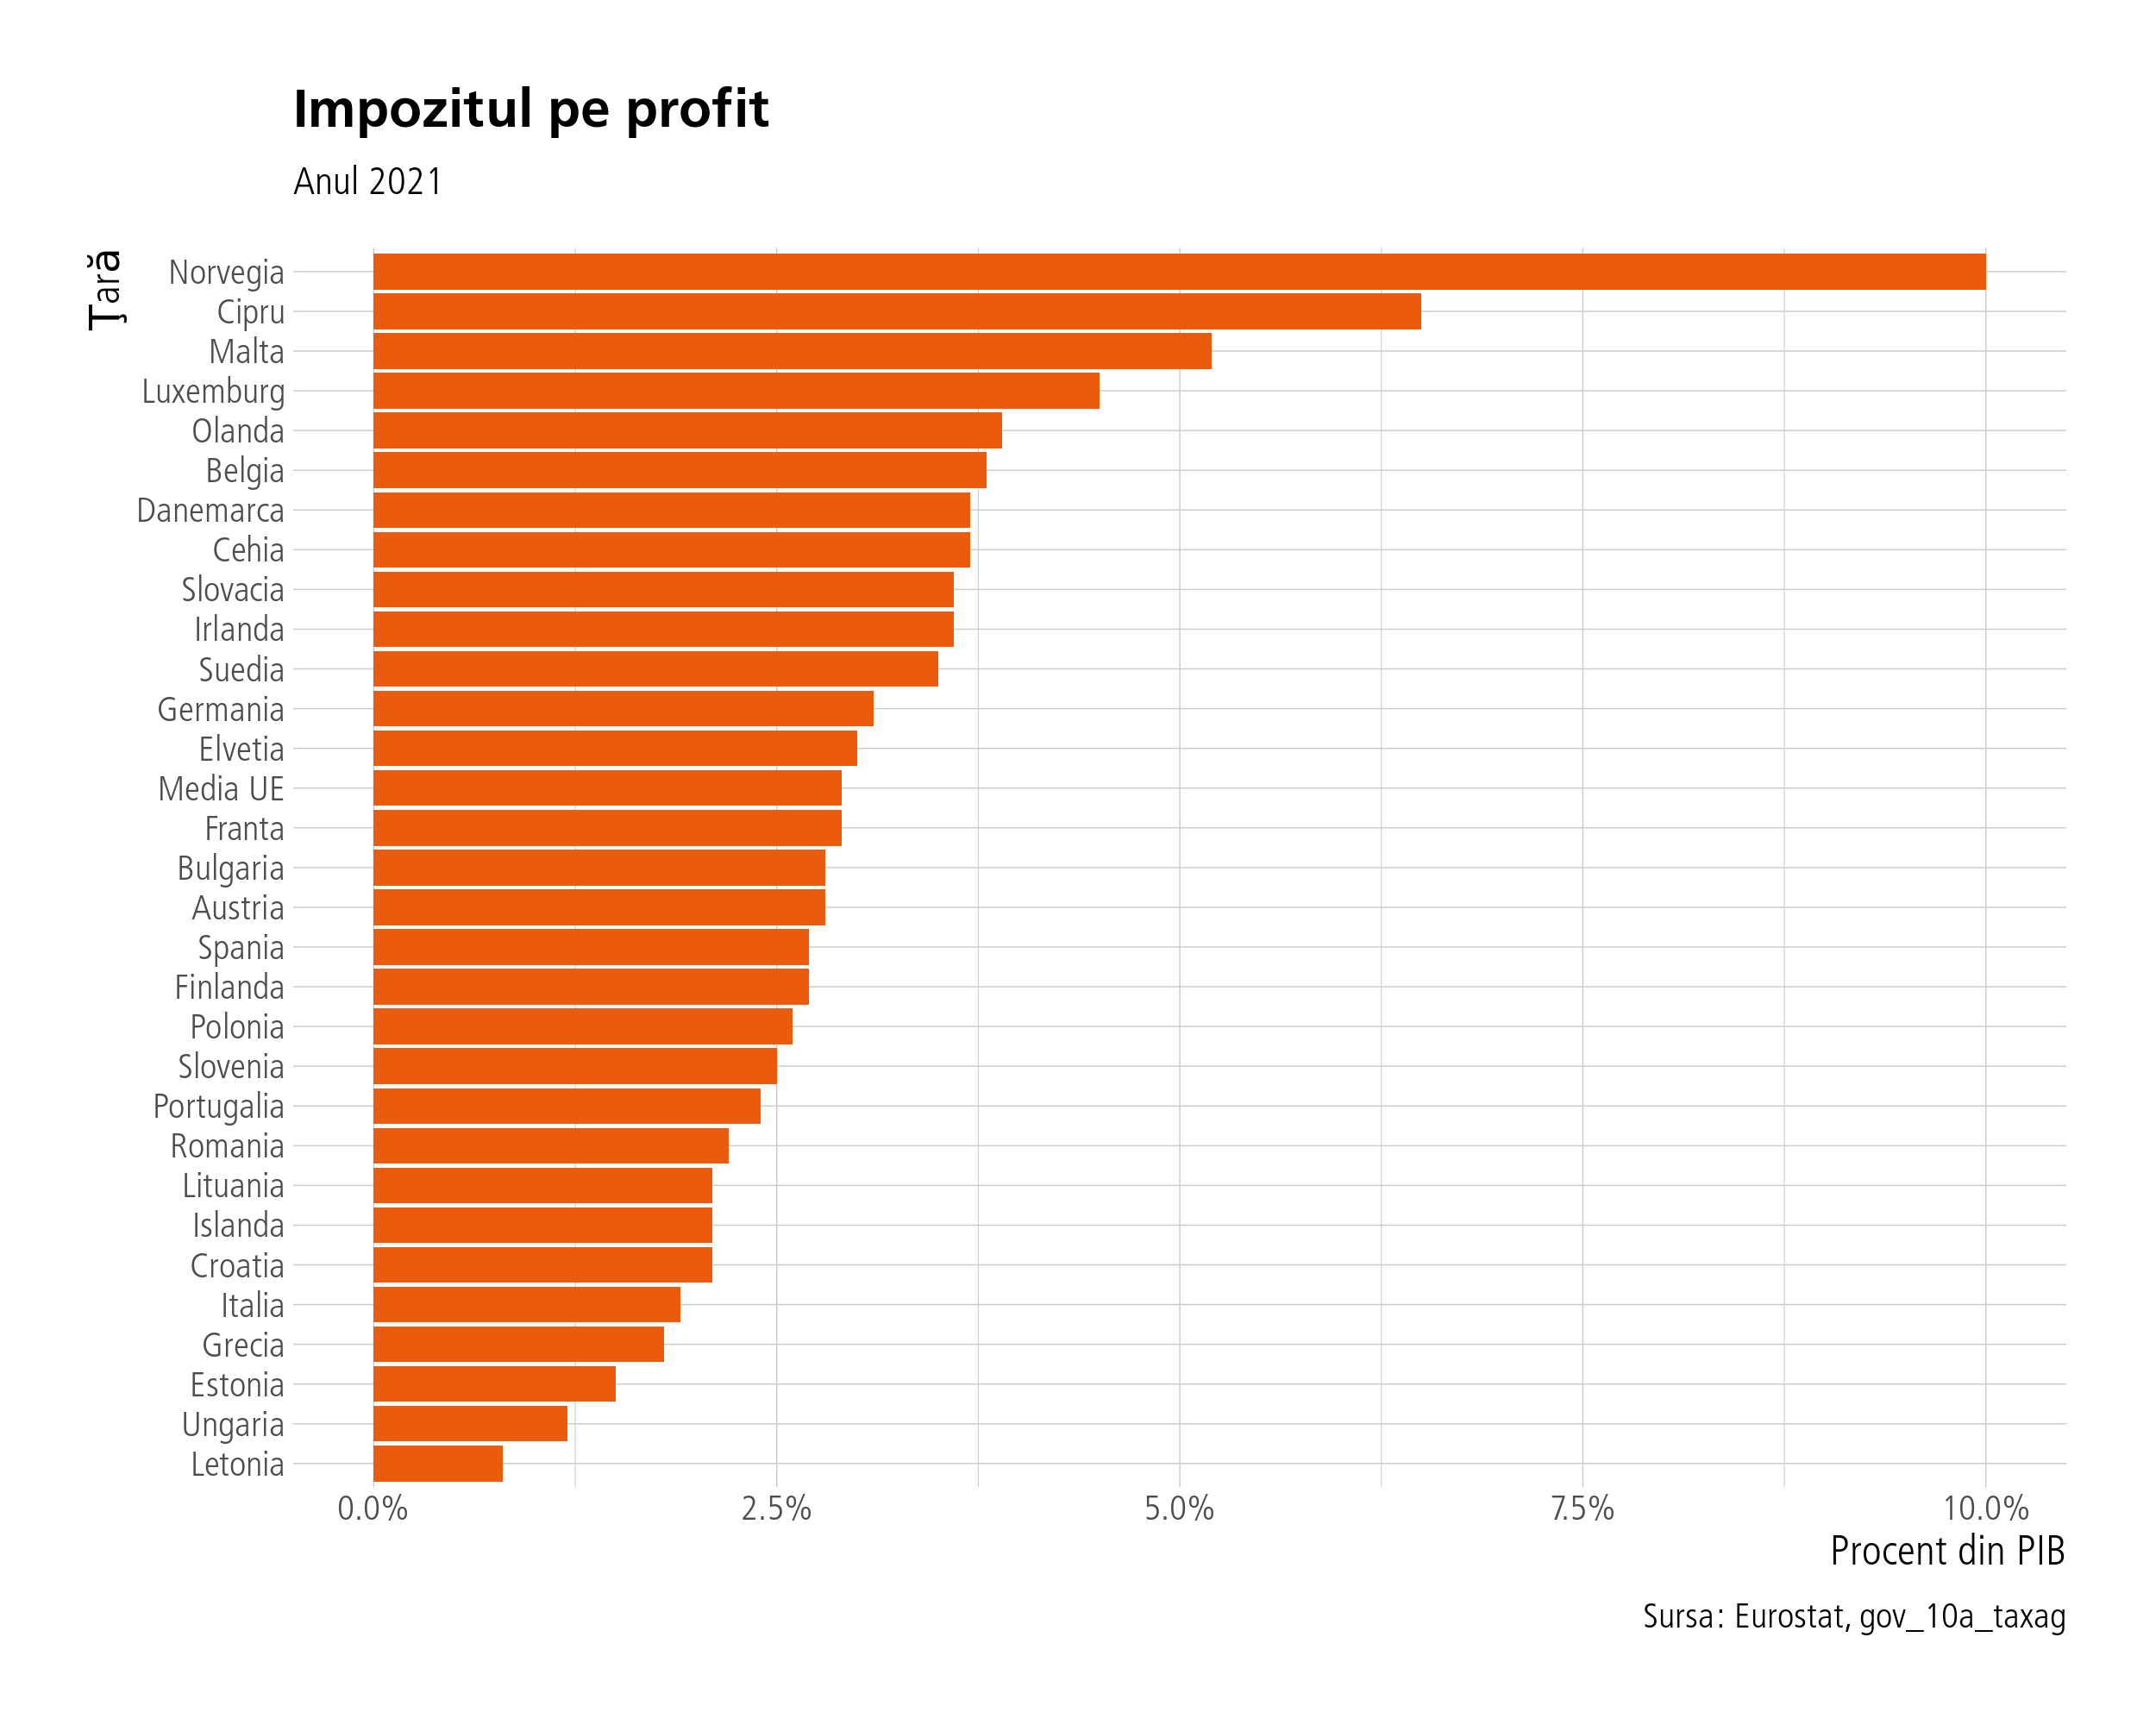 Impozitul pe profit
Anul 2021
Ţară
Norvegia
Cipru
Malta
Luxemburg
Olanda
Belgia
Danemarca
Cehia
Slovacia
Irlanda
Suedia
Germania
Elvetia
Media UE
Franta
Bulgaria
Austria
Spania
Finlanda
Polonia
Slovenia
Portugalia
Romania
Lituania
Islanda
Croatia
Italia
Grecia
Estonia
Ungaria
Letonia
0.0% 2.5% 5.0% 7.5% 10.0%
Procent din PIB
Sursa: Eurostat, gov_10a_taxag